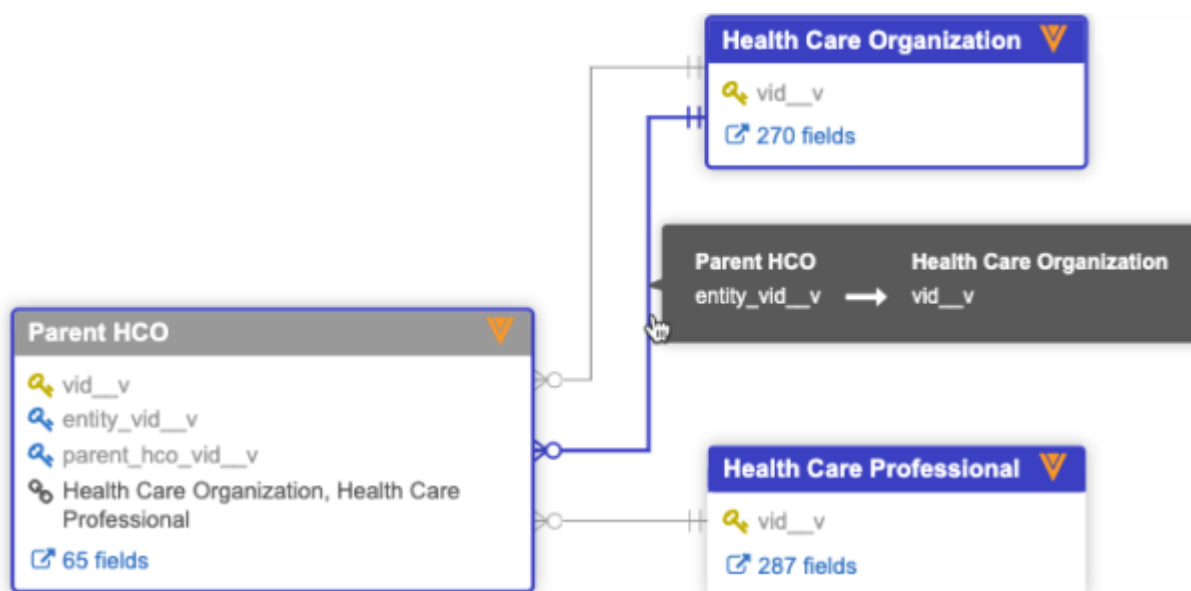 Health Care Organization
vid__v
270 fields
Parent HCO
entity_vid__v
Health Care Organization
vid__v
Parent HCO
vid__v
entity_vid__v
parent_hco_vid__v
Health Care Organization, Health Care
Professional
65 fields
Health Care Professional
vid__v
287 fields